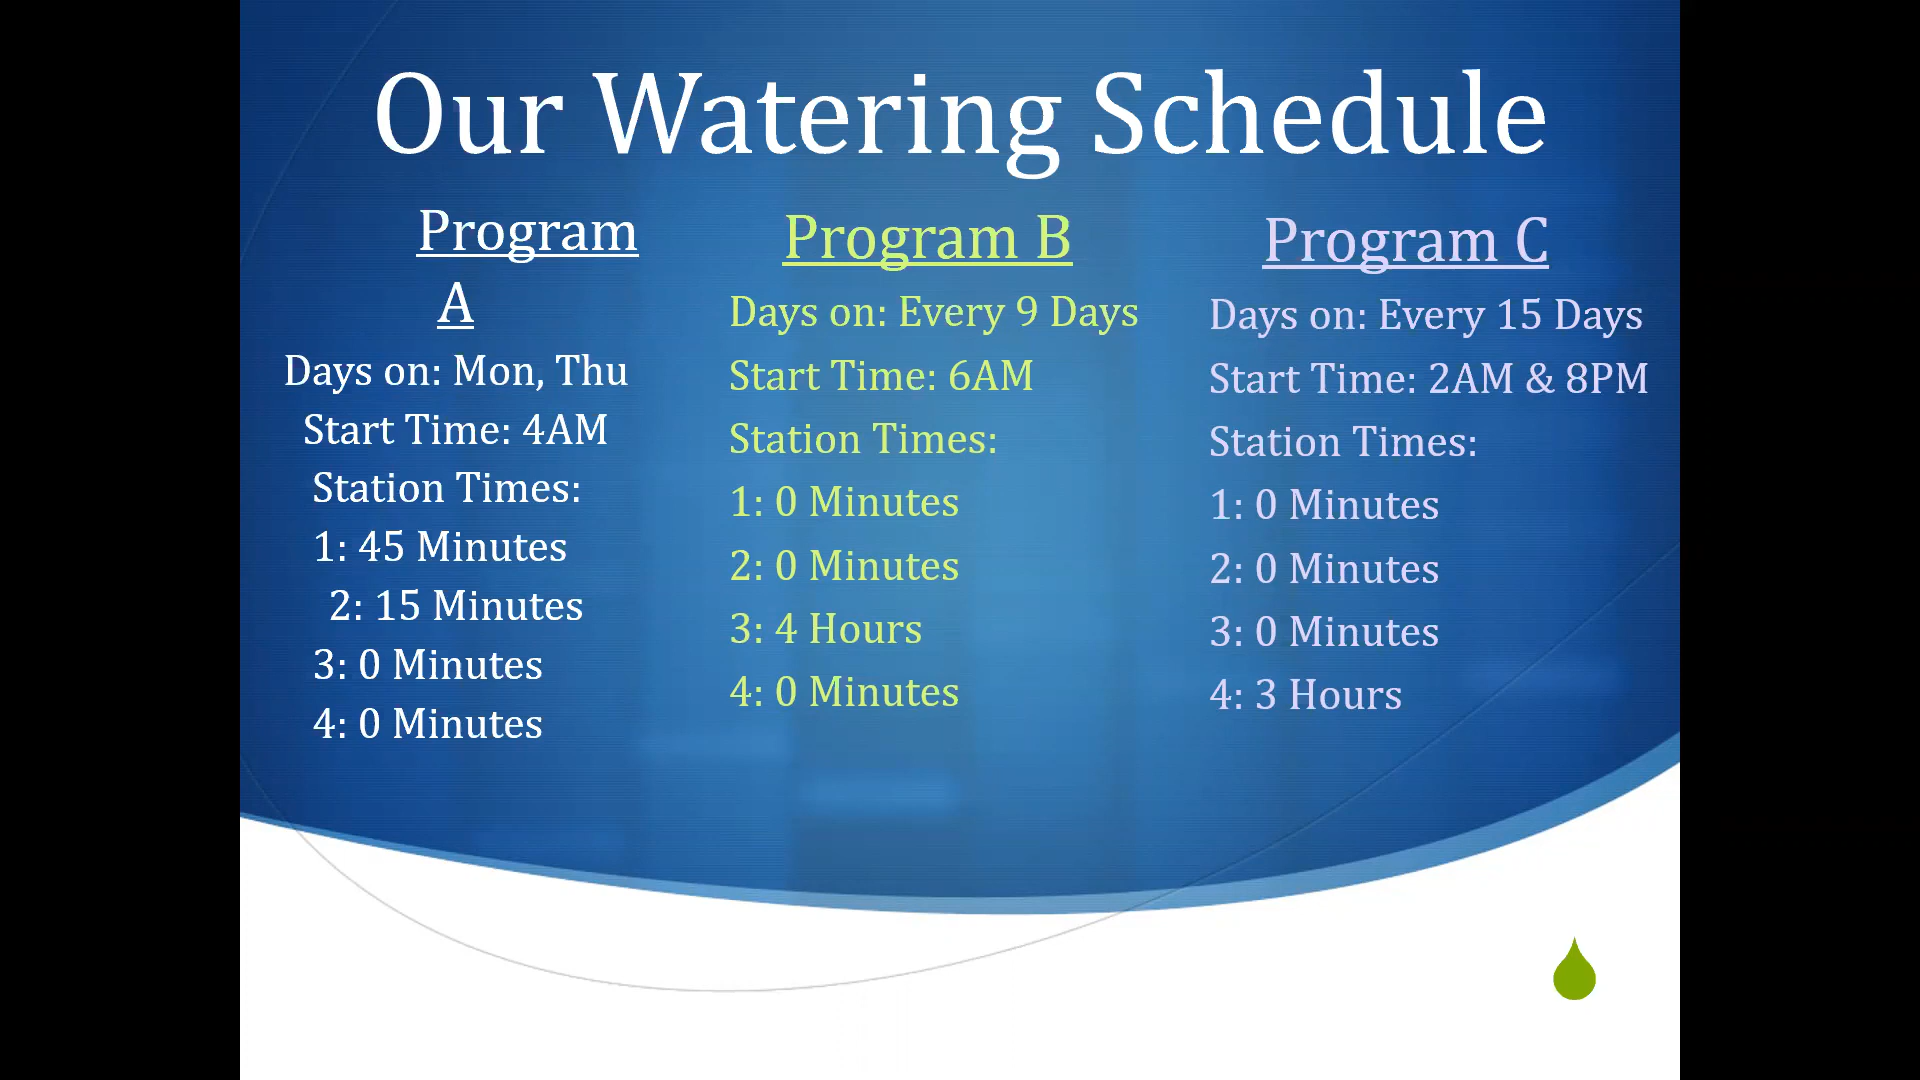 Our Watering Schedule
Program
A
Days on: Mon, Thu
Start Time: 4AM
Station Times:
1: 45 Minutes
2: 15 Minutes
3: 0 Minutes
4: 0 Minutes
Program B
Days on: Every 9 Days
Start Time: 6AM
Station Times:
1: 0 Minutes
2: 0 Minutes
3: 4 Hours
4: 0 Minutes
Program C
Days on: Every 15 Days
Start Time: 2AM & 8PM
Station Times:
1: 0 Minutes
2: 0 Minutes
3: 0 Minutes
4: 3 Hours